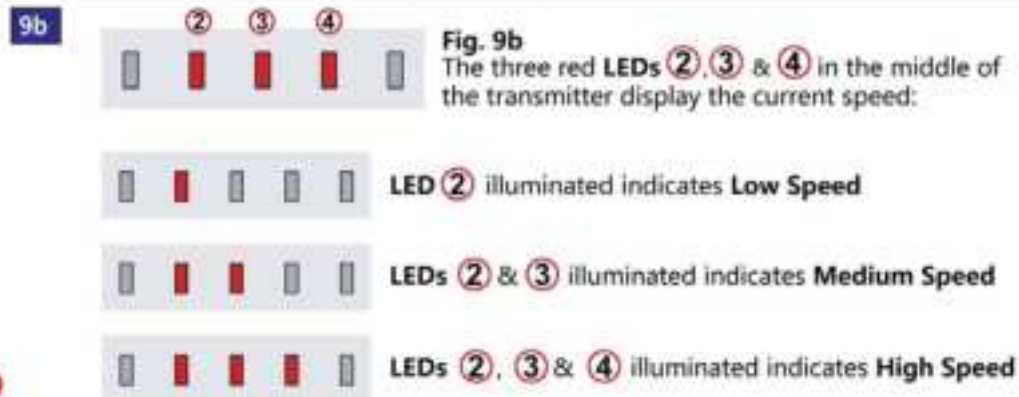 9b
② ③ ④
Fig. 9b
The three red LEDs ②,③ & ④ in the middle of
the transmitter display the current speed:
LED ② illuminated indicates Low Speed
LEDs ② & ③ illuminated indicates Medium Speed
LEDs ②, ③ & ④ illuminated indicates High Speed